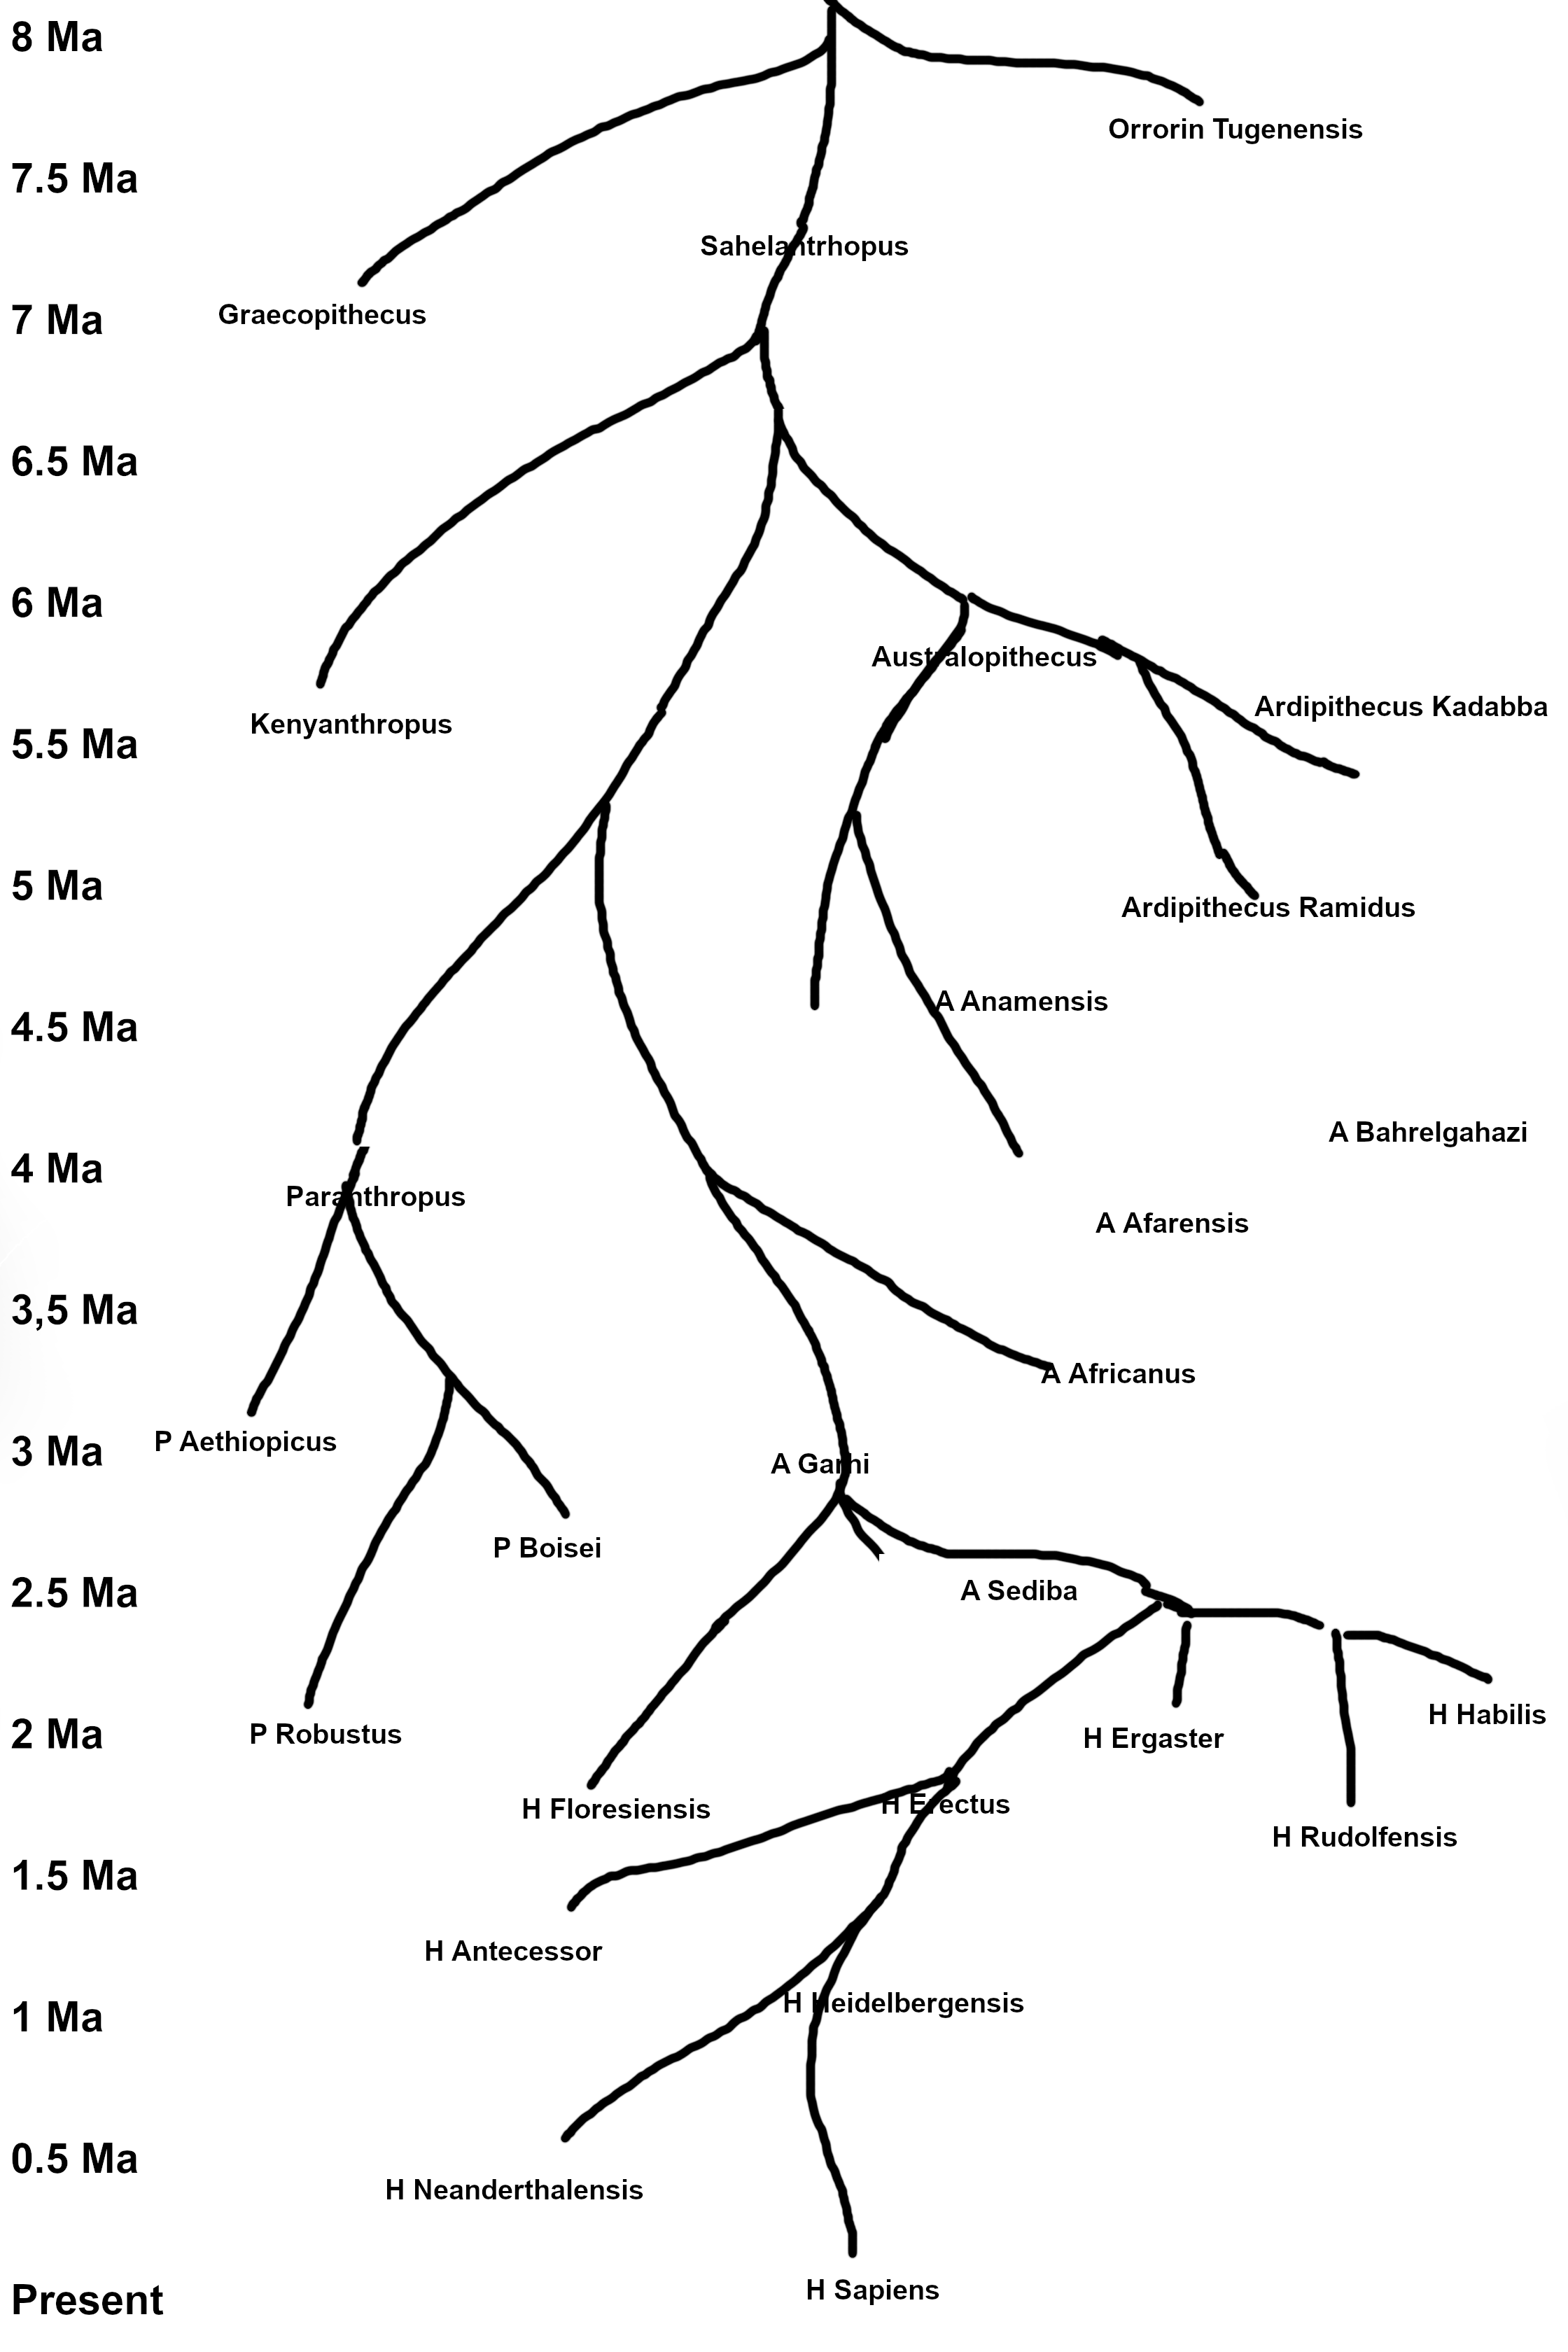 8 Ma
Orrorin Tugenensis
7.5 Ma
Sahelantrhopus
Graecopithecus
7 Ma
6.5 Ma
6 Ma
Australopithecus
Ardipithecus Kadabba
Kenyanthropus
5.5 Ma
5 Ma
Ardipithecus Ramidus
A Anamensis
4.5 Ma
A Bahrelgahazi
4 Ma
Paranthropus
A Afarensis
3,5 Ma
A Africanus
P Aethiopicus
3 Ma
A Garhi
P Boisei
A Sediba
2.5 Ma
H Habilis
P Robustus
2 Ma
H Ergaster
H Erectus
H Floresiensis
H Rudolfensis
1.5 Ma
H Antecessor
H Heidelbergensis
1 Ma
0.5 Ma
H Neanderthalensis
H Sapiens
Present